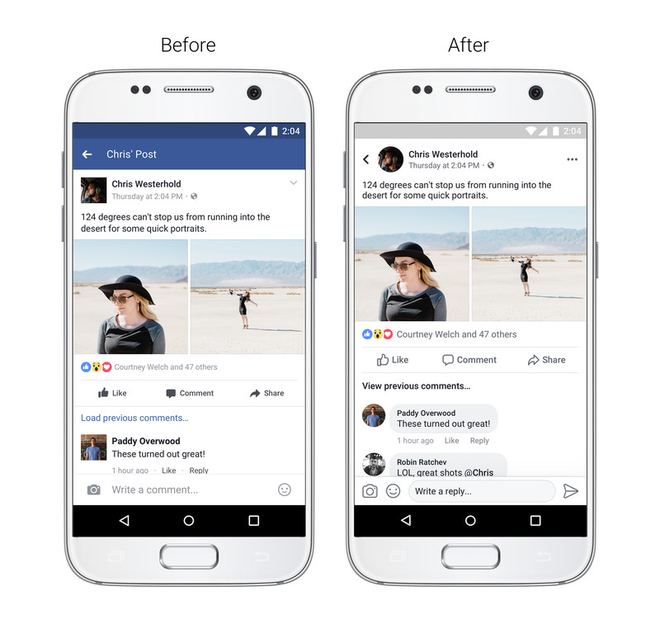 Before
2:04
Chris' Post
Chris Westerhold
Thursday at 2:04 PM ·
124 degrees can't stop us from running into the
desert for some quick portraits.
Courtney Welch and 47 others
Like
Comment
Share
Load previous comments...
Paddy Overwood
These turned out great!
1 hour ago · Like · Reply
Write a comment...
After
2:04
Chris Westerhold
Thursday at 2:04 PM ·
124 degrees can't stop us from running into the
desert for some quick portraits.
Courtney Welch and 47 others
Like
Comment
Share
View previous comments...
Paddy Overwood
These turned out great!
1 hour ago Like Reply
Robin Ratchev
LOL, great shots @Chris
Write a reply...